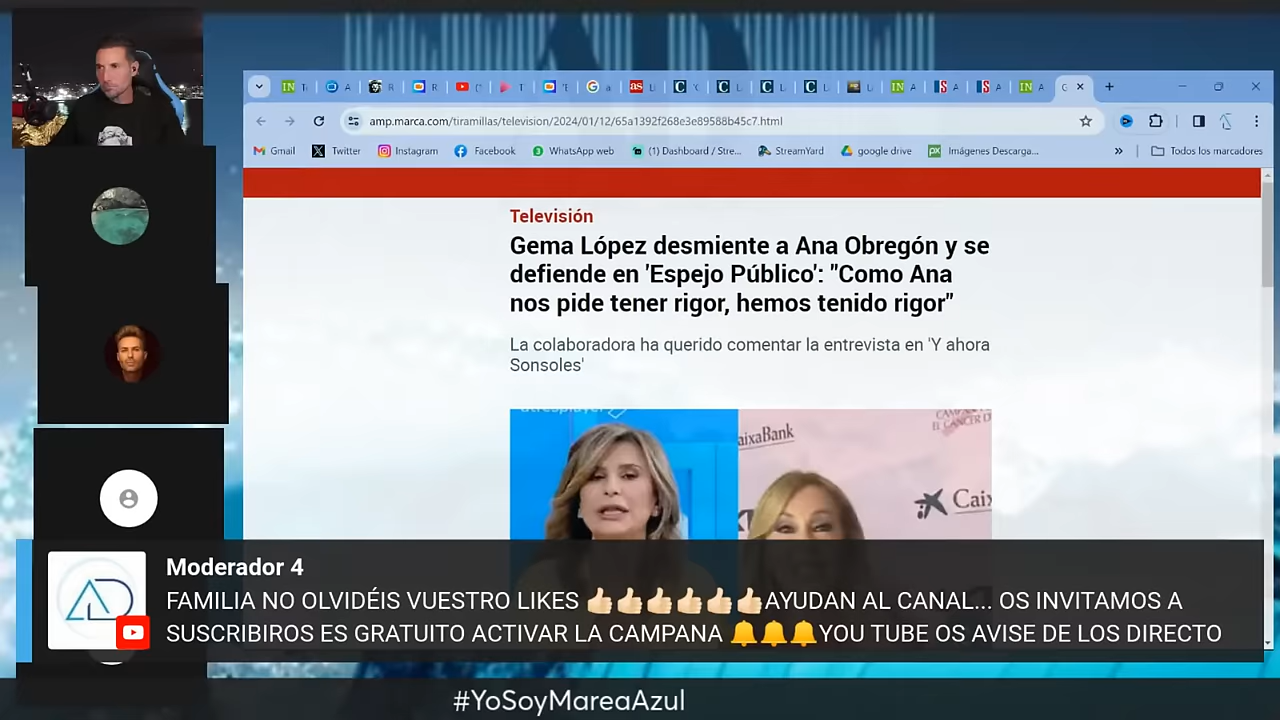 amp.marca.com/tiramillas/television/2024/01/12/65a1392f268e3e89588b45c7.html
Gmail
Twitter
Instagram
Facebook
WhatsApp web
(1) Dashboard / Stre...
StreamYard
google drive
Imágenes Descarga...
»
Todos los marcadores
Televisión
Gema López desmiente a Ana Obregón y se
defiende en 'Espejo Público': "Como Ana
nos pide tener rigor, hemos tenido rigor"
La colaboradora ha querido comentar la entrevista en 'Y ahora
Sonsoles'
aixaBank
Caix
Moderador 4
FAMILIA NO OLVIDÉIS VUESTRO LIKES 👍🏻👍🏻👍🏻👍🏻👍🏻👍🏻AYUDAN AL CANAL... OS INVITAMOS A
SUSCRIBIROS ES GRATUITO ACTIVAR LA CAMPANA 🔔🔔🔔YOU TUBE OS AVISE DE LOS DIRECTO
#YoSoyMareaAzul